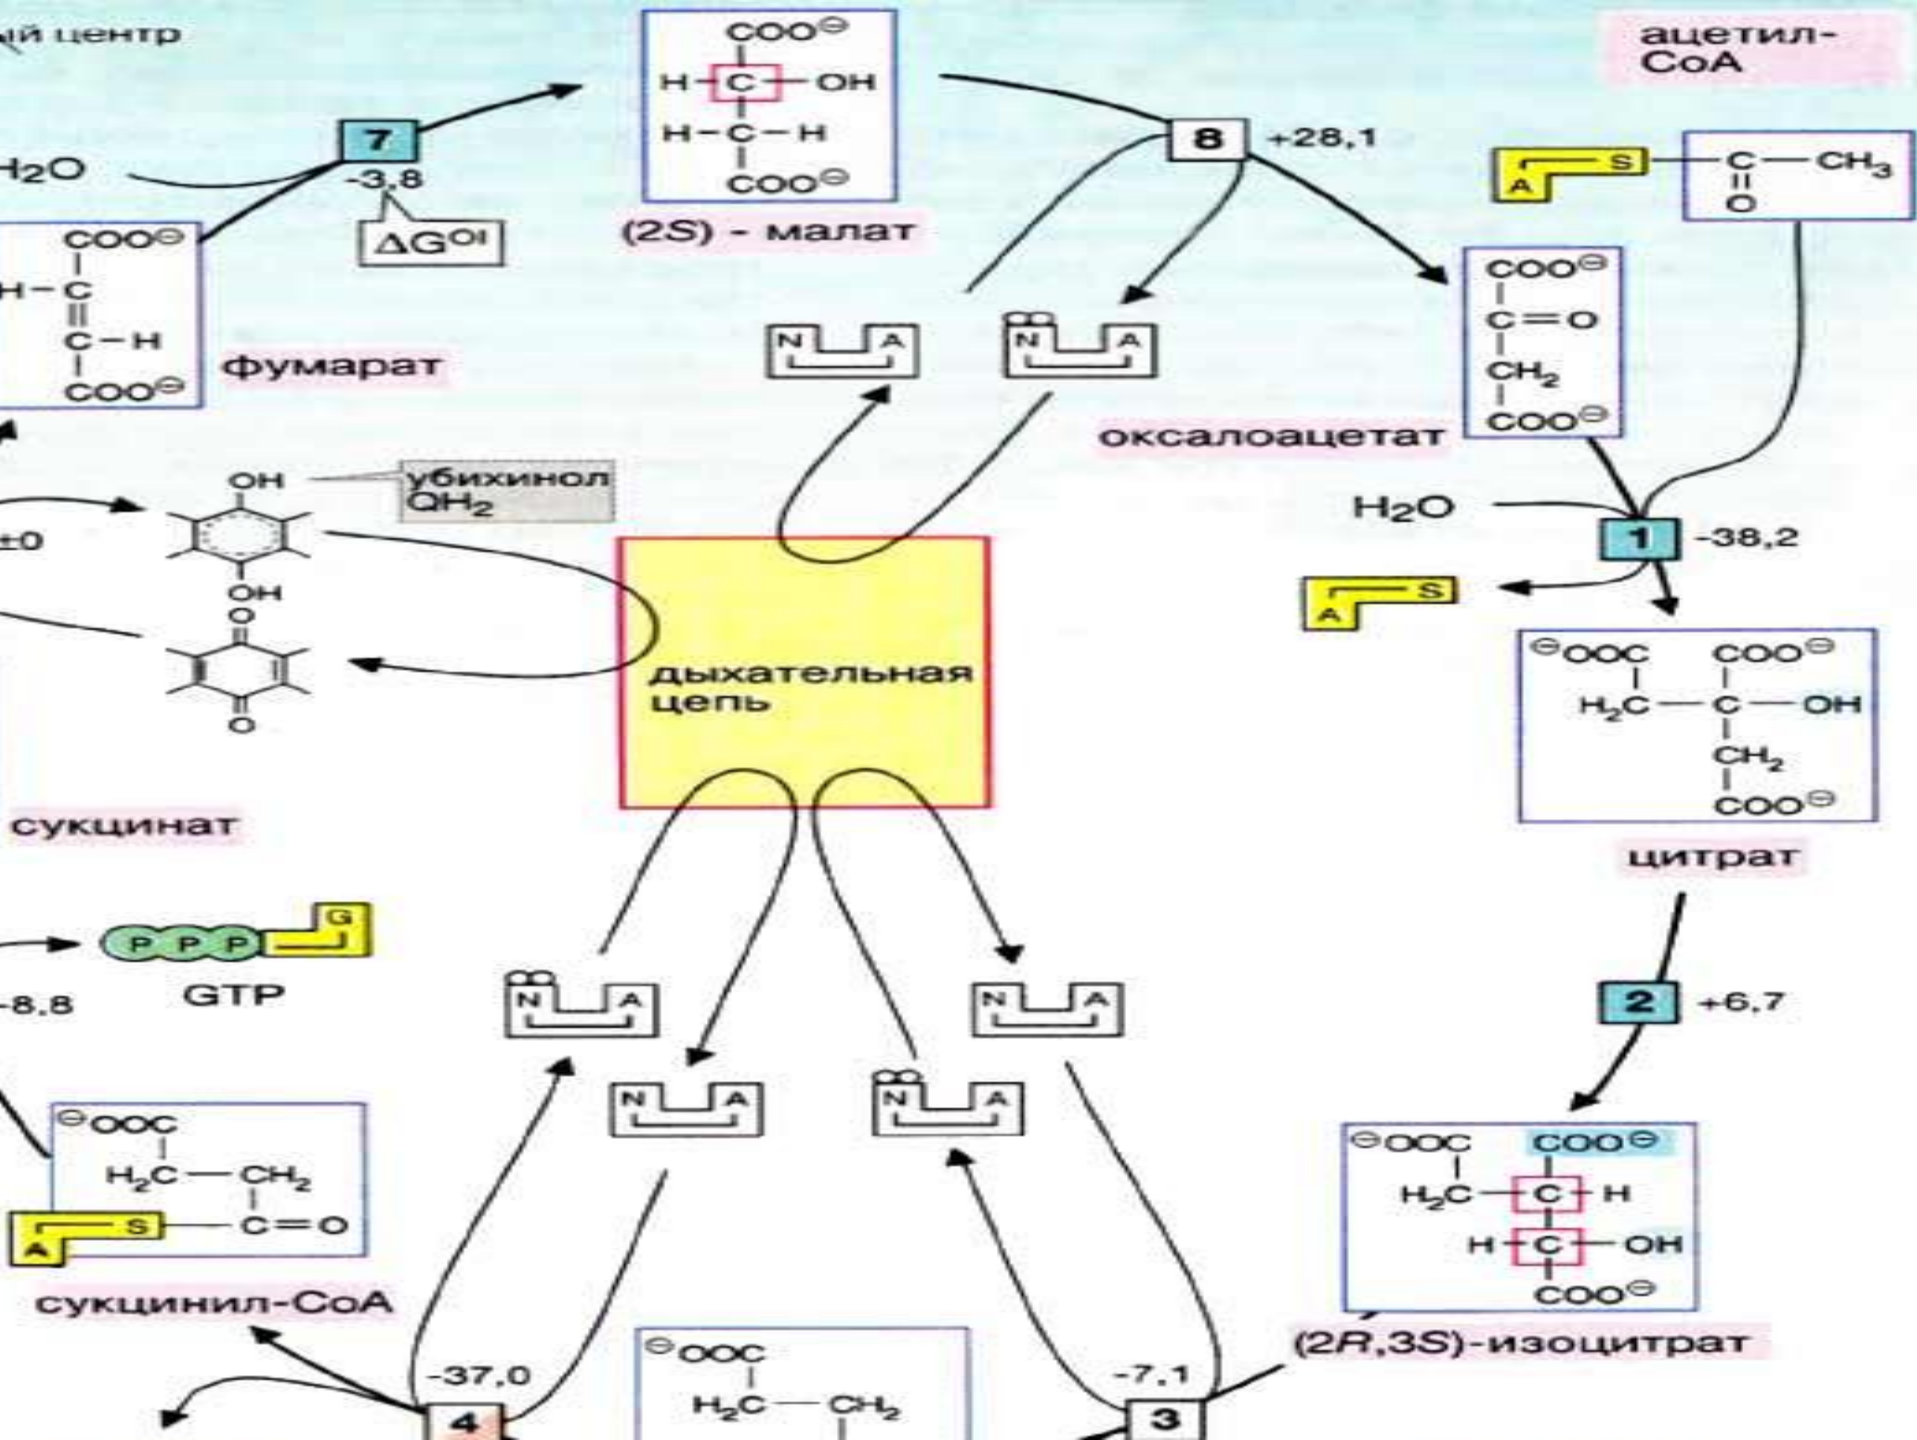 ый центр
COO⊖
H-C-OH
H-C-H
COO⊖
(2S) - малат
7
-3,8
ΔG⁰ᴵ
H2O
8
+28,1
ацетил-
CoA
A S C CH3
O
COO⊖
H-C
C-H
COO⊖
фумарат
N A
N A
COO⊖
C=O
CH2
COO⊖
оксалоацетат
H2O
1
-38,2
A S
OH
OH
убихинол
QH2
±0
O
O
дыхательная
цепь
⊖OOC COO⊖
H2C-C-OH
CH2
COO⊖
цитрат
2
+6,7
сукцинат
P P P G
GTP
-8,8
N A
N A
N A
N A
⊖OOC
H2C-CH2
A S C=O
сукцинил-CoA
⊖OOC COO⊖
H2C-C-H
H-C-OH
COO⊖
(2R,3S)-изоцитрат
-37,0
4
⊖OOC
H2C-CH2
-7,1
3